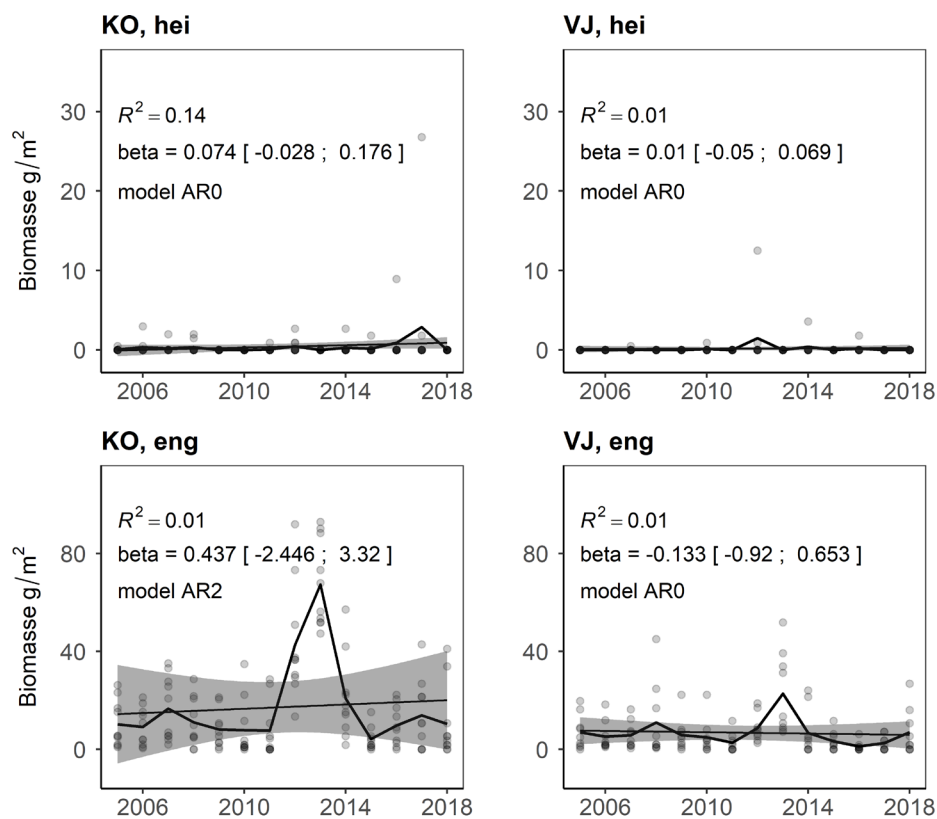 KO, hei
Biomasse g/m²
30
20
10
0
R² = 0.14
beta = 0.074 [ -0.028 ;  0.176 ]
model AR0
2006 2010 2014 2018
VJ, hei
30
20
10
0
R² = 0.01
beta = 0.01 [ -0.05 ;  0.069 ]
model AR0
2006 2010 2014 2018
KO, eng
Biomasse g/m²
80
40
0
R² = 0.01
beta = 0.437 [ -2.446 ;  3.32 ]
model AR2
2006 2010 2014 2018
VJ, eng
80
40
0
R² = 0.01
beta = -0.133 [ -0.92 ;  0.653 ]
model AR0
2006 2010 2014 2018